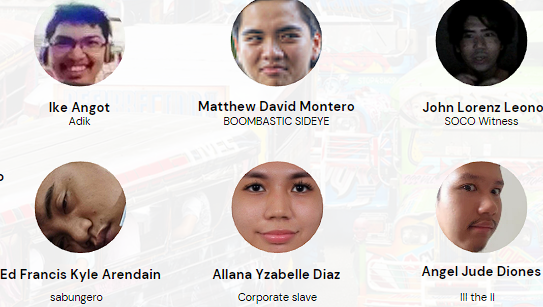 Ike Angot
Adik
Matthew David Montero
BOOMBASTIC SIDEYE
John Lorenz Leono
SOCO Witness
Ed Francis Kyle Arendain
sabungero
Allana Yzabelle Diaz
Corporate slave
Angel Jude Diones
III the II